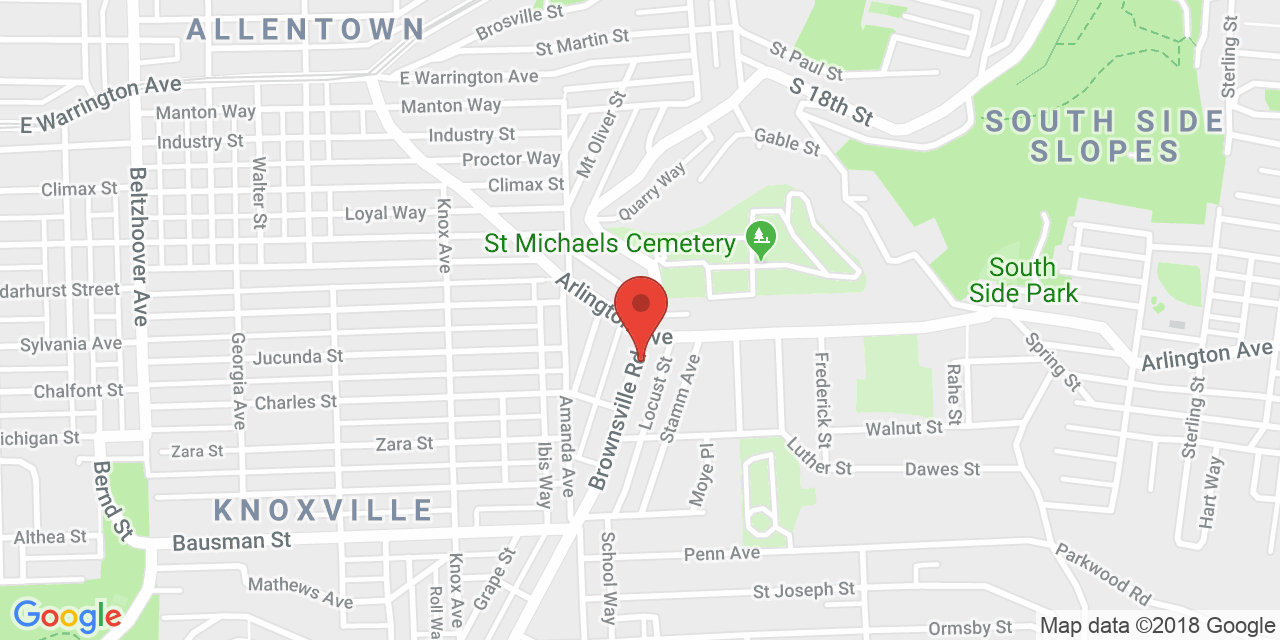 ALLENTOWN
Brosville St
St Martin St
St Paul St
S 18th St
Sterling St
E Warrington Ave
E Warrington Ave
Manton Way
Manton Way
Industry St
Industry St
Mt Oliver St
Gable St
SOUTH SIDE
SLOPES
Proctor Way
Climax St
Climax St
Walter St
Beltzhoover Ave
Loyal Way
Knox Ave
Quarry Way
St Michaels Cemetery
South
Side Park
darhurst Street
Arlington Ave
Sylvania Ave
Georgia Ave
Jucunda St
Brownsville Rd
Locust St
Stamm Ave
Frederick St
Rahe St
Spring St
Arlington Ave
Chalfont St
Charles St
Amanda Ave
Sterling St
ichigan St
Zara St
Zara St
Ibis Way
Moye Pl
Walnut St
Luther St
Dawes St
Hart Way
Bernd St
KNOXVILLE
Althea St
Bausman St
School Way
Penn Ave
Parkwood Rd
Mathews Ave
Knox Ave
Roll Wa
Grape St
St Joseph St
Ormsby St
Google
Map data ©2018 Google